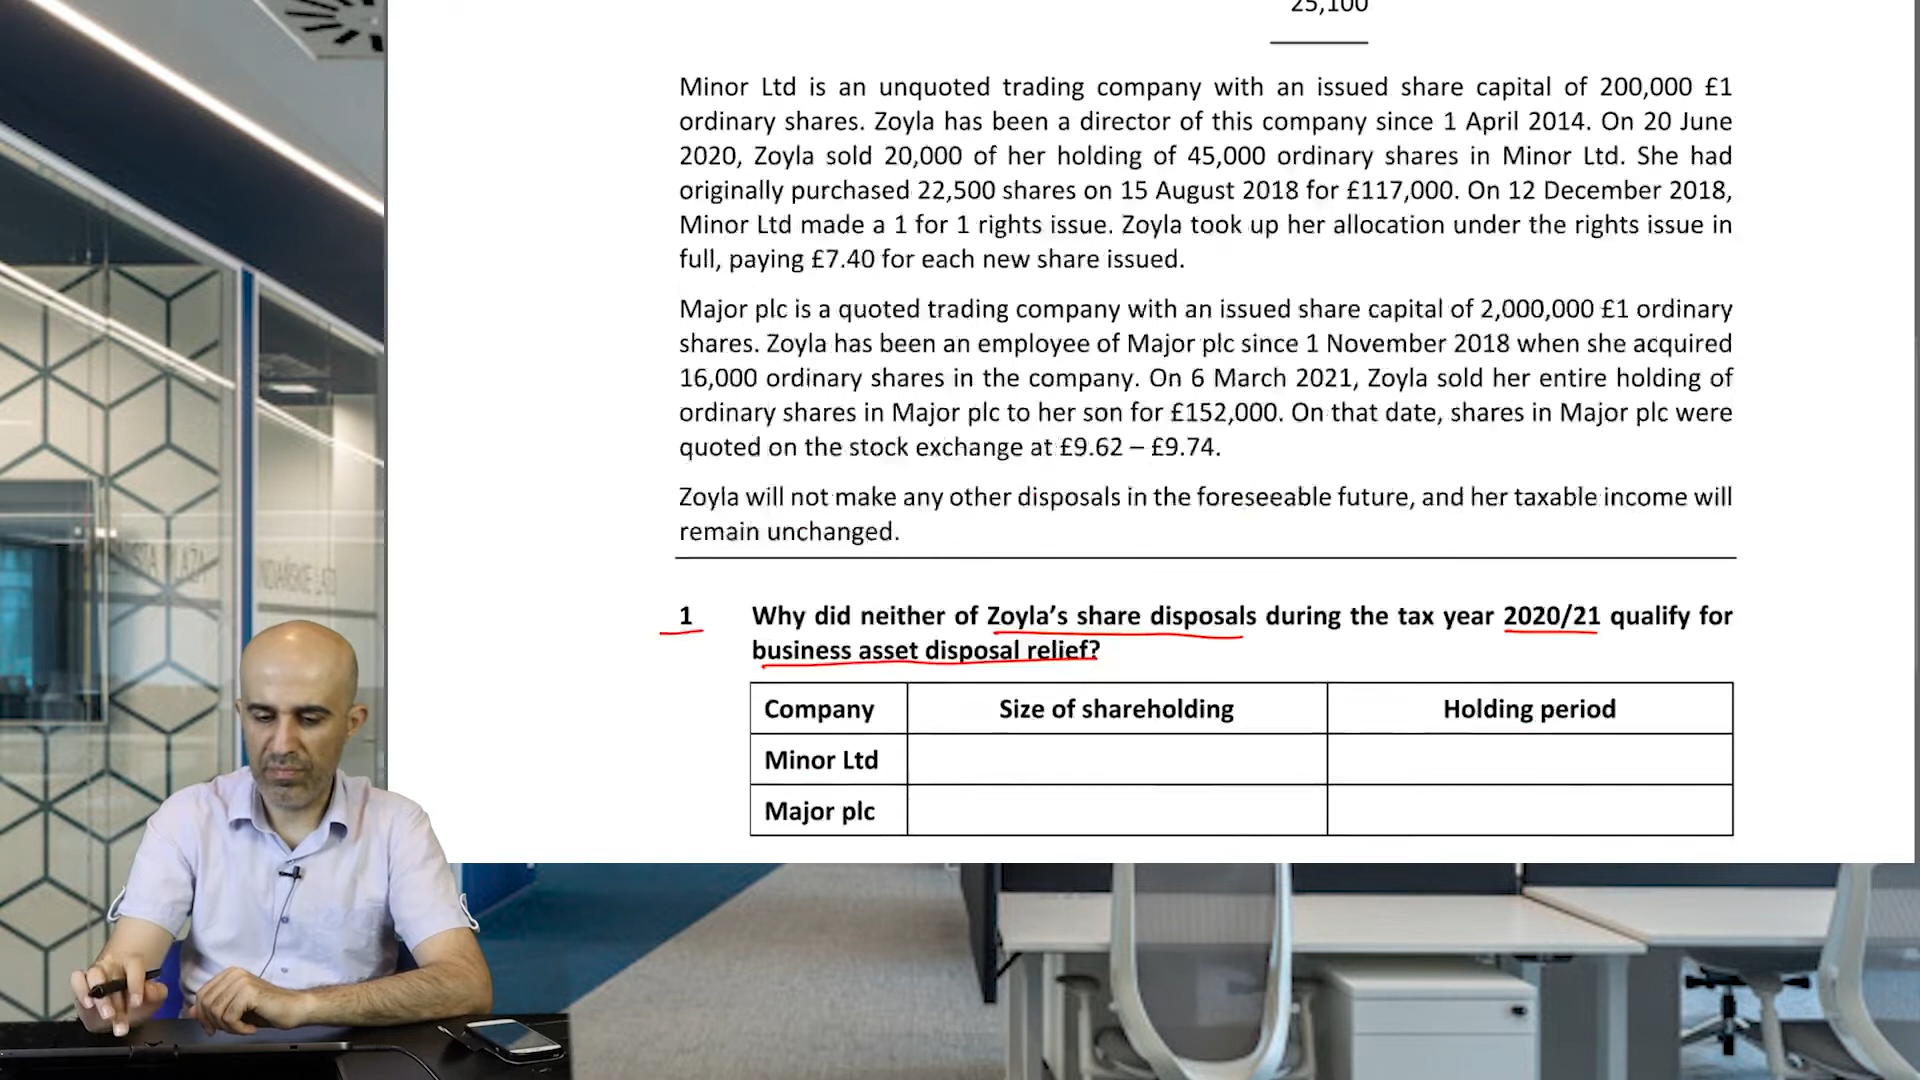 25,100
Minor Ltd is an unquoted trading company with an issued share capital of 200,000 £1
ordinary shares. Zoyla has been a director of this company since 1 April 2014. On 20 June
2020, Zoyla sold 20,000 of her holding of 45,000 ordinary shares in Minor Ltd. She had
originally purchased 22,500 shares on 15 August 2018 for £117,000. On 12 December 2018,
Minor Ltd made a 1 for 1 rights issue. Zoyla took up her allocation under the rights issue in
full, paying £7.40 for each new share issued.
Major plc is a quoted trading company with an issued share capital of 2,000,000 £1 ordinary
shares. Zoyla has been an employee of Major plc since 1 November 2018 when she acquired
16,000 ordinary shares in the company. On 6 March 2021, Zoyla sold her entire holding of
ordinary shares in Major plc to her son for £152,000. On that date, shares in Major plc were
quoted on the stock exchange at £9.62 – £9.74.
Zoyla will not make any other disposals in the foreseeable future, and her taxable income will
remain unchanged.
1 Why did neither of Zoyla’s share disposals during the tax year 2020/21 qualify for
business asset disposal relief?
Company Size of shareholding Holding period
Minor Ltd
Major plc